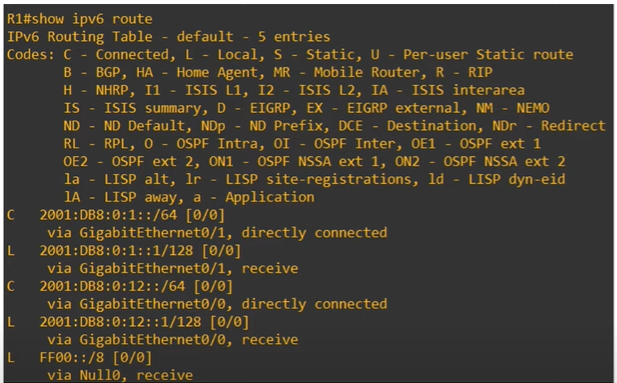 R1#show ipv6 route
IPv6 Routing Table - default - 5 entries
Codes: C - Connected, L - Local, S - Static, U - Per-user Static route
B - BGP, HA - Home Agent, MR - Mobile Router, R - RIP
H - NHRP, I1 - ISIS L1, I2 - ISIS L2, IA - ISIS interarea
IS - ISIS summary, D - EIGRP, EX - EIGRP external, NM - NEMO
ND - ND Default, NDp - ND Prefix, DCE - Destination, NDr - Redirect
RL - RPL, O - OSPF Intra, OI - OSPF Inter, OE1 - OSPF ext 1
OE2 - OSPF ext 2, ON1 - OSPF NSSA ext 1, ON2 - OSPF NSSA ext 2
la - LISP alt, lr - LISP site-registrations, ld - LISP dyn-eid
lA - LISP away, a - Application
C 2001:DB8:0:1::/64 [0/0]
via GigabitEthernet0/1, directly connected
L 2001:DB8:0:1::1/128 [0/0]
via GigabitEthernet0/1, receive
C 2001:DB8:0:12::/64 [0/0]
via GigabitEthernet0/0, directly connected
L 2001:DB8:0:12::1/128 [0/0]
via GigabitEthernet0/0, receive
L FF00::/8 [0/0]
via Null0, receive